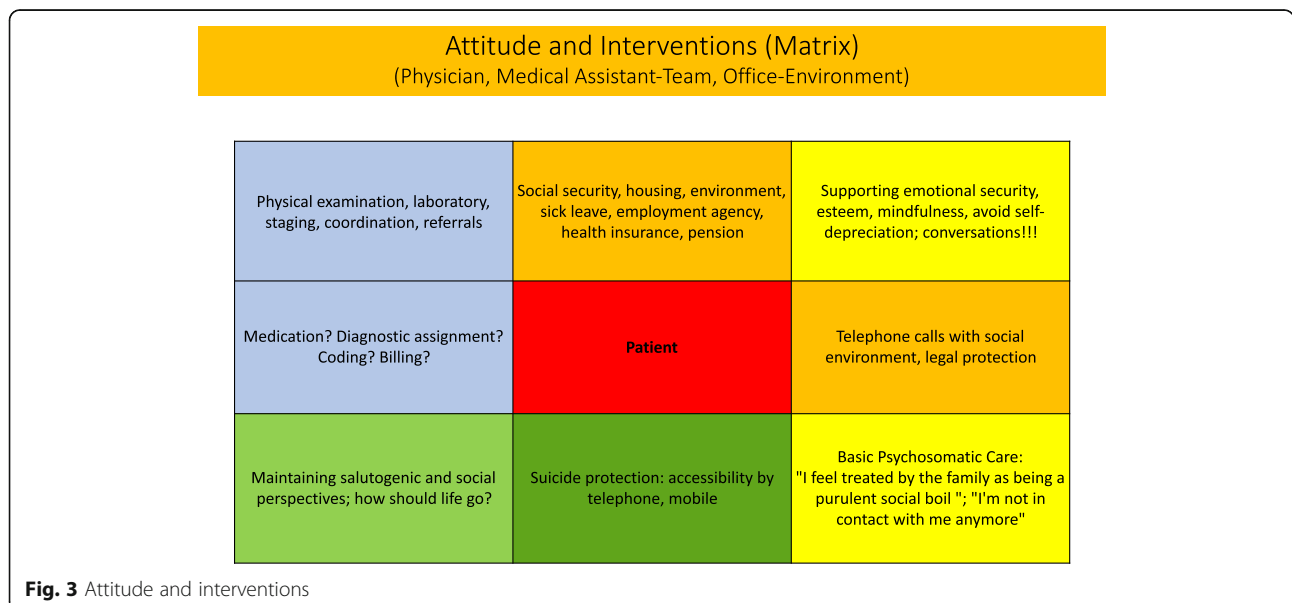 Attitude and Interventions (Matrix)
(Physician, Medical Assistant-Team, Office-Environment)
Physical examination, laboratory,
staging, coordination, referrals
Social security, housing, environment,
sick leave, employment agency,
health insurance, pension
Supporting emotional security,
esteem, mindfulness, avoid self-
depreciation; conversations!!!
Medication? Diagnostic assignment?
Coding? Billing?
Patient
Telephone calls with social
environment, legal protection
Maintaining salutogenic and social
perspectives; how should life go?
Suicide protection: accessibility by
telephone, mobile
Basic Psychosomatic Care:
"I feel treated by the family as being a
purulent social boil "; "I'm not in
contact with me anymore"
Fig. 3 Attitude and interventions